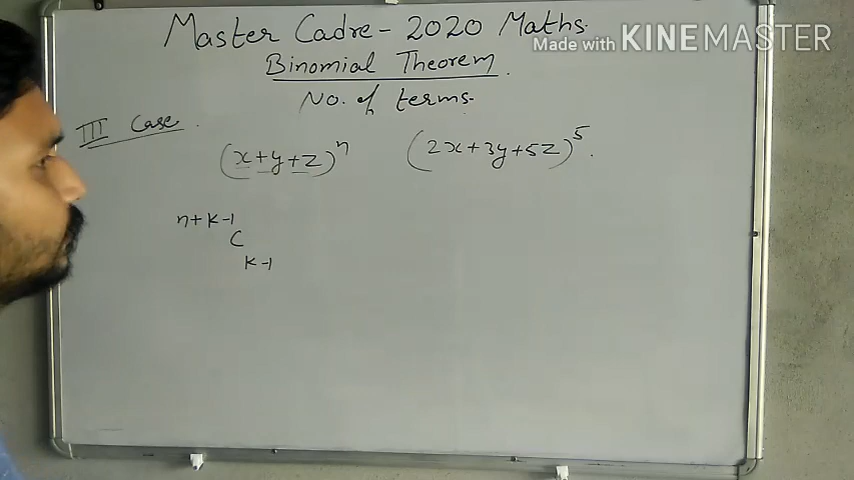 Master Cadre - 2020 Maths.
Made with KINEMASTER
Binomial Theorem.
No. of terms.
III Case.
(x+y+z)^n (2x+3y+5z)^5.
n+k-1
C
k-1